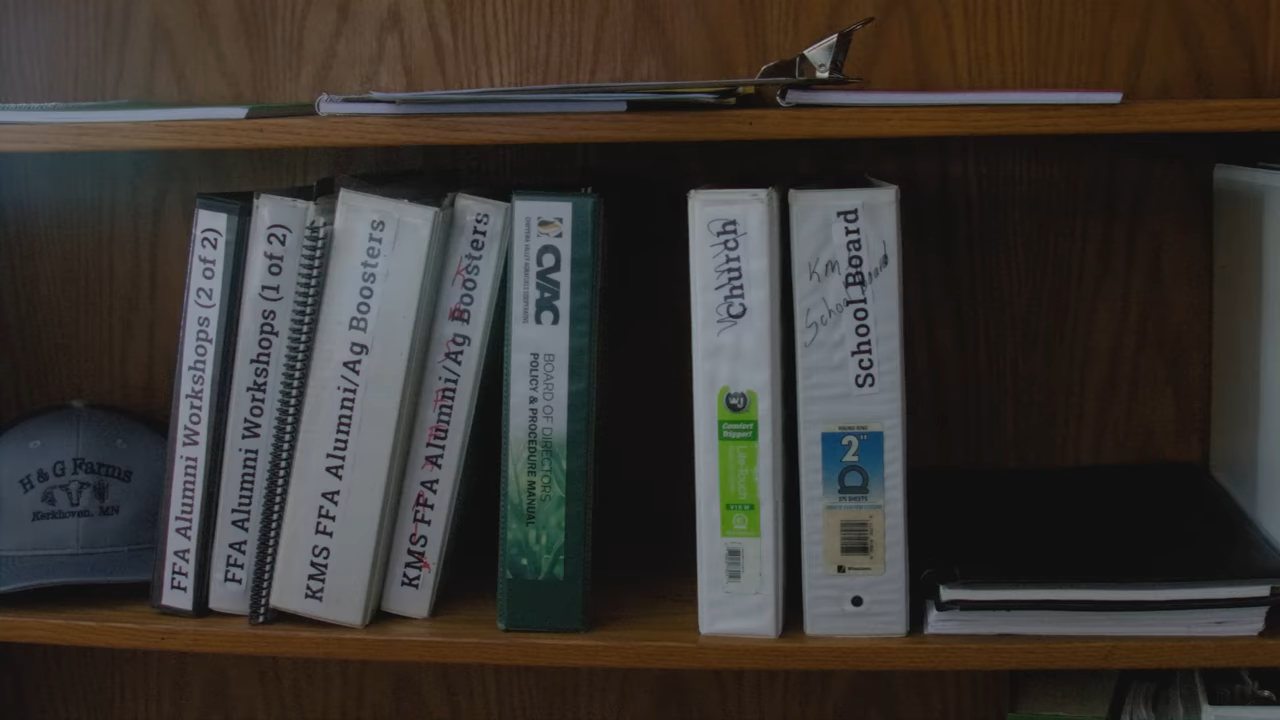 H & G Farms
Kerkhoven, MN
FFA Alumni Workshops (2 of 2)
FFA Alumni Workshops (1 of 2)
KMS FFA Alumni/Ag Boosters
KMS FFA Alumni/Ag Boosters
CVAC
BOARD OF DIRECTORS
POLICY & PROCEDURE MANUAL
Church
Comfort
Trigger!
School Board
KM
School Board
2"